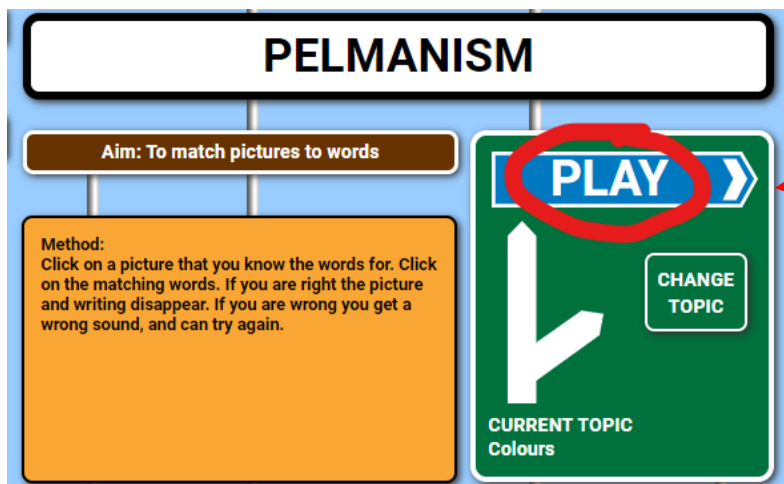 PELMANISM
Aim: To match pictures to words
Method:
Click on a picture that you know the words for. Click
on the matching words. If you are right the picture
and writing disappear. If you are wrong you get a
wrong sound, and can try again.
PLAY
CHANGE
TOPIC
CURRENT TOPIC
Colours